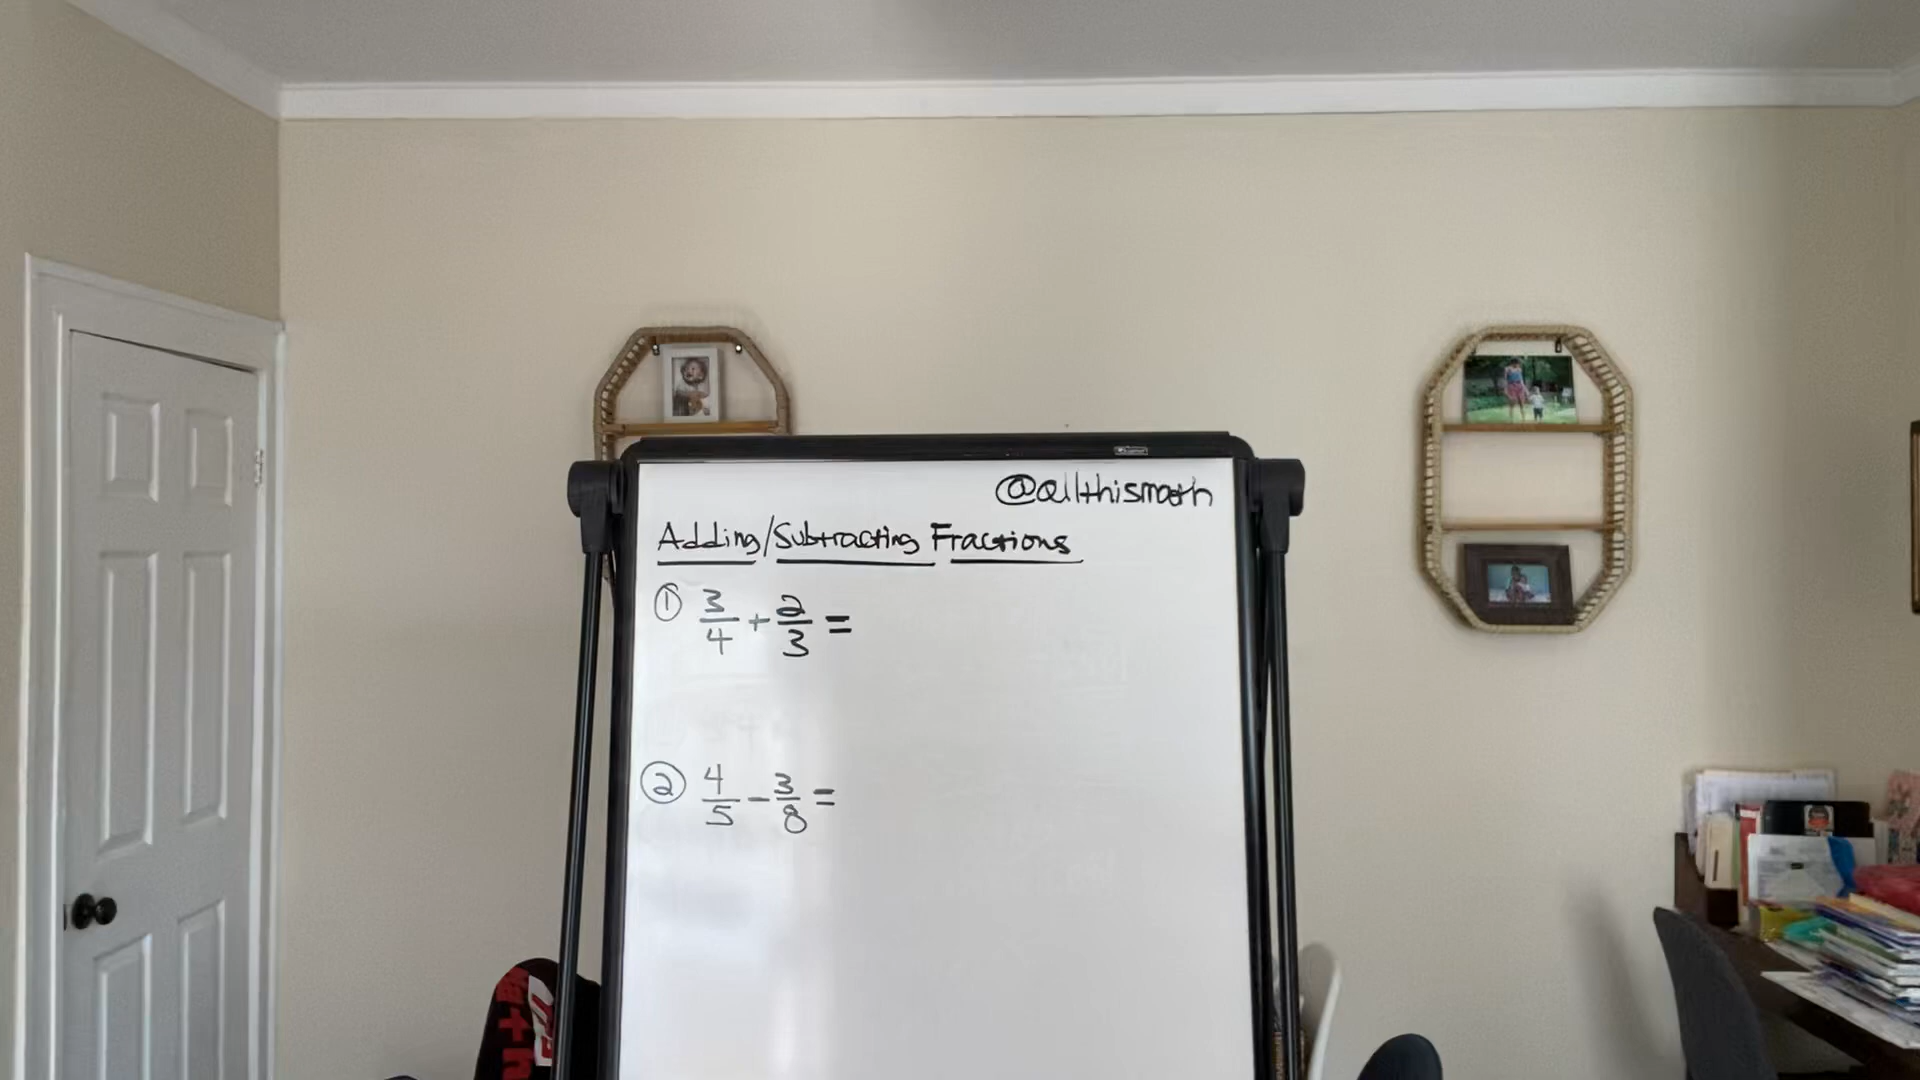 @allthismath
Adding/Subtracting Fractions
① 3/4 + 2/3 =
② 4/5 - 3/8 =